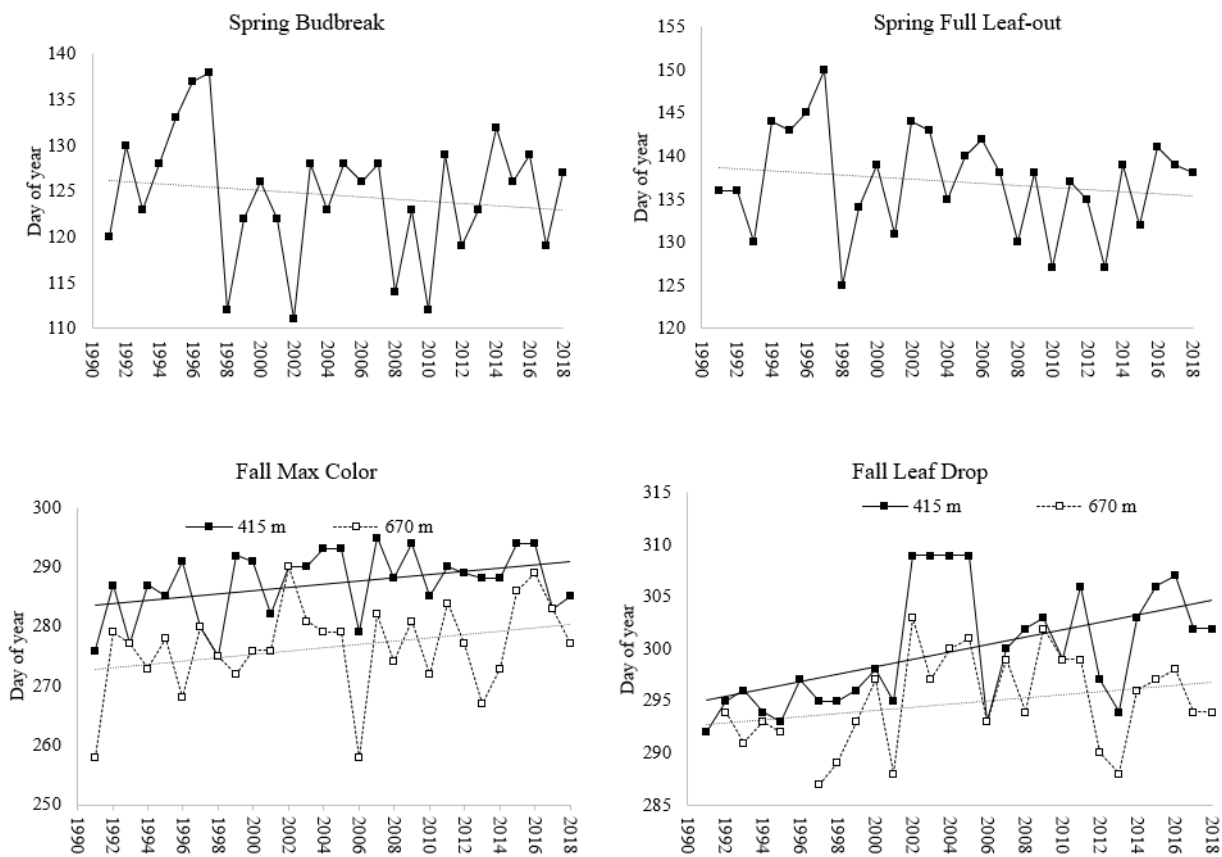 Spring Budbreak
140
135
130
125
120
115
110
Day of year
1990 1992 1994 1996 1998 2000 2002 2004 2006 2008 2010 2012 2014 2016 2018
Spring Full Leaf-out
155
150
145
140
135
130
125
120
Day of year
1990 1992 1994 1996 1998 2000 2002 2004 2006 2008 2010 2012 2014 2016 2018
Fall Max Color
415 m 670 m
300
290
280
270
260
250
Day of year
1990 1992 1994 1996 1998 2000 2002 2004 2006 2008 2010 2012 2014 2016 2018
Fall Leaf Drop
415 m 670 m
315
310
305
300
295
290
285
Day of year
1990 1992 1994 1996 1998 2000 2002 2004 2006 2008 2010 2012 2014 2016 2018